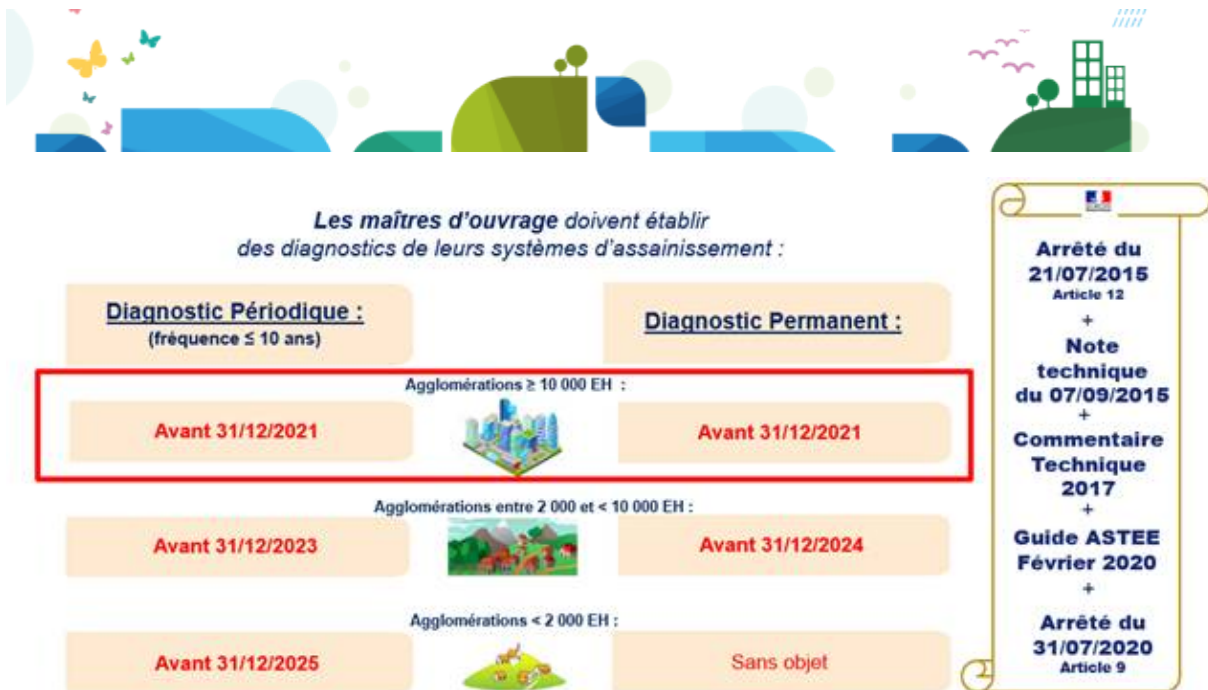 Les maîtres d'ouvrage doivent établir
des diagnostics de leurs systèmes d'assainissement :
Diagnostic Périodique :
(fréquence ≤ 10 ans)
Diagnostic Permanent :
Agglomérations ≥ 10 000 EH :
Avant 31/12/2021
Avant 31/12/2021
Agglomérations entre 2 000 et < 10 000 EH :
Avant 31/12/2023
Avant 31/12/2024
Agglomérations < 2 000 EH :
Avant 31/12/2025
Sans objet
Arrêté du
21/07/2015
Article 12
+
Note
technique
du 07/09/2015
+
Commentaire
Technique
2017
+
Guide ASTEE
Février 2020
+
Arrêté du
31/07/2020
Article 9